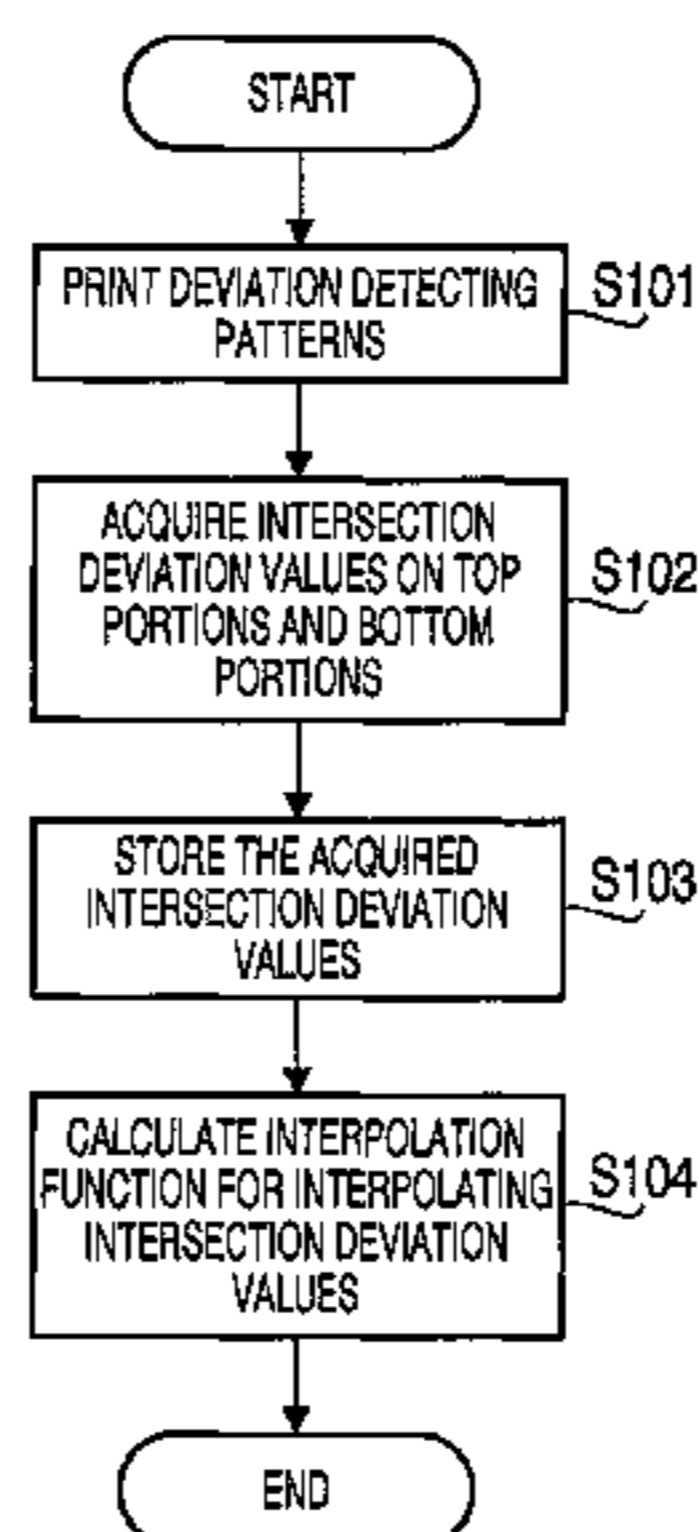 START
PRINT DEVIATION DETECTING
PATTERNS
S101
ACQUIRE INTERSECTION
DEVIATION VALUES ON TOP
PORTIONS AND BOTTOM
PORTIONS
S102
STORE THE ACQUIRED
INTERSECTION DEVIATION
VALUES
S103
CALCULATE INTERPOLATION
FUNCTION FOR INTERPOLATING
INTERSECTION DEVIATION
VALUES
S104
END